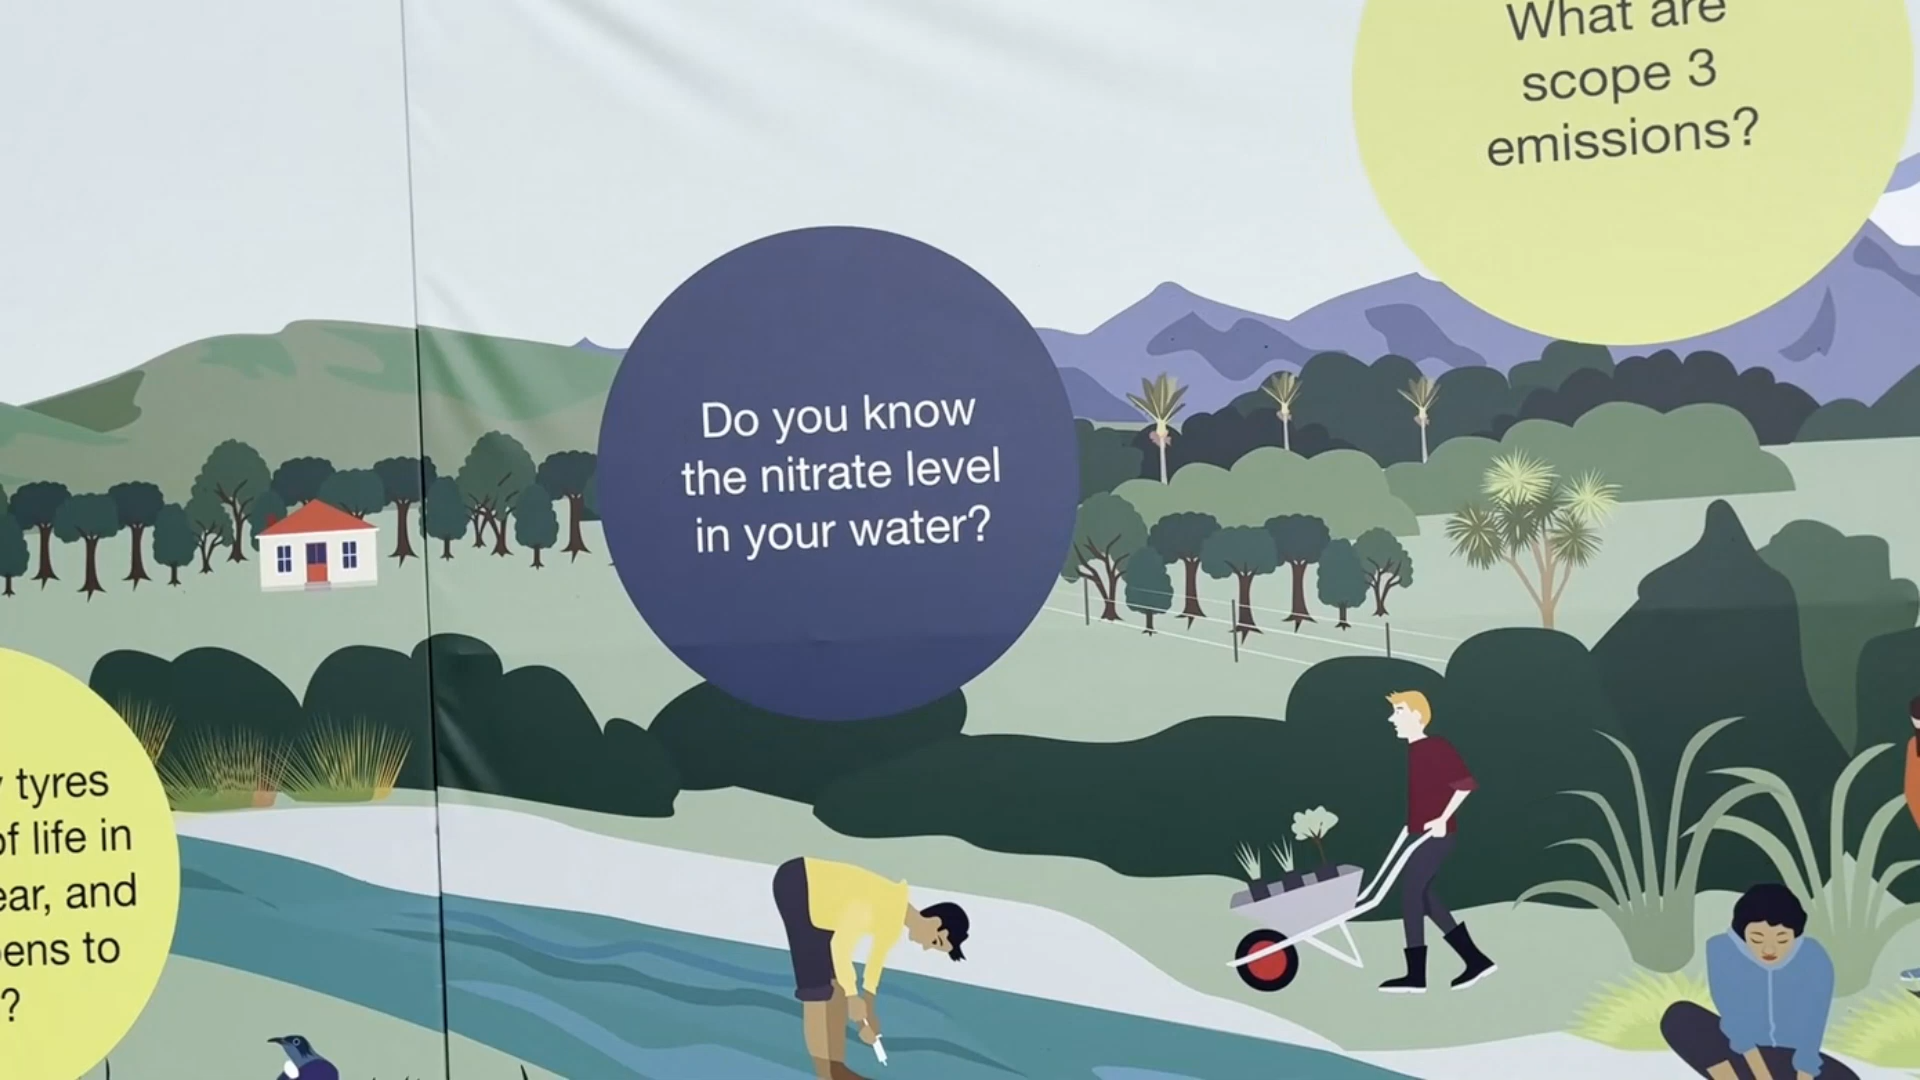 What are
scope 3
emissions?
Do you know
the nitrate level
in your water?
tyres
of life in
ear, and
ens to
?